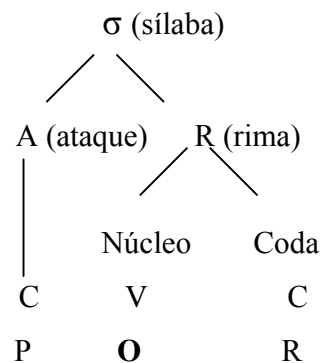 σ (sílaba)
A (ataque) R (rima)
Núcleo Coda
C V C
P O R